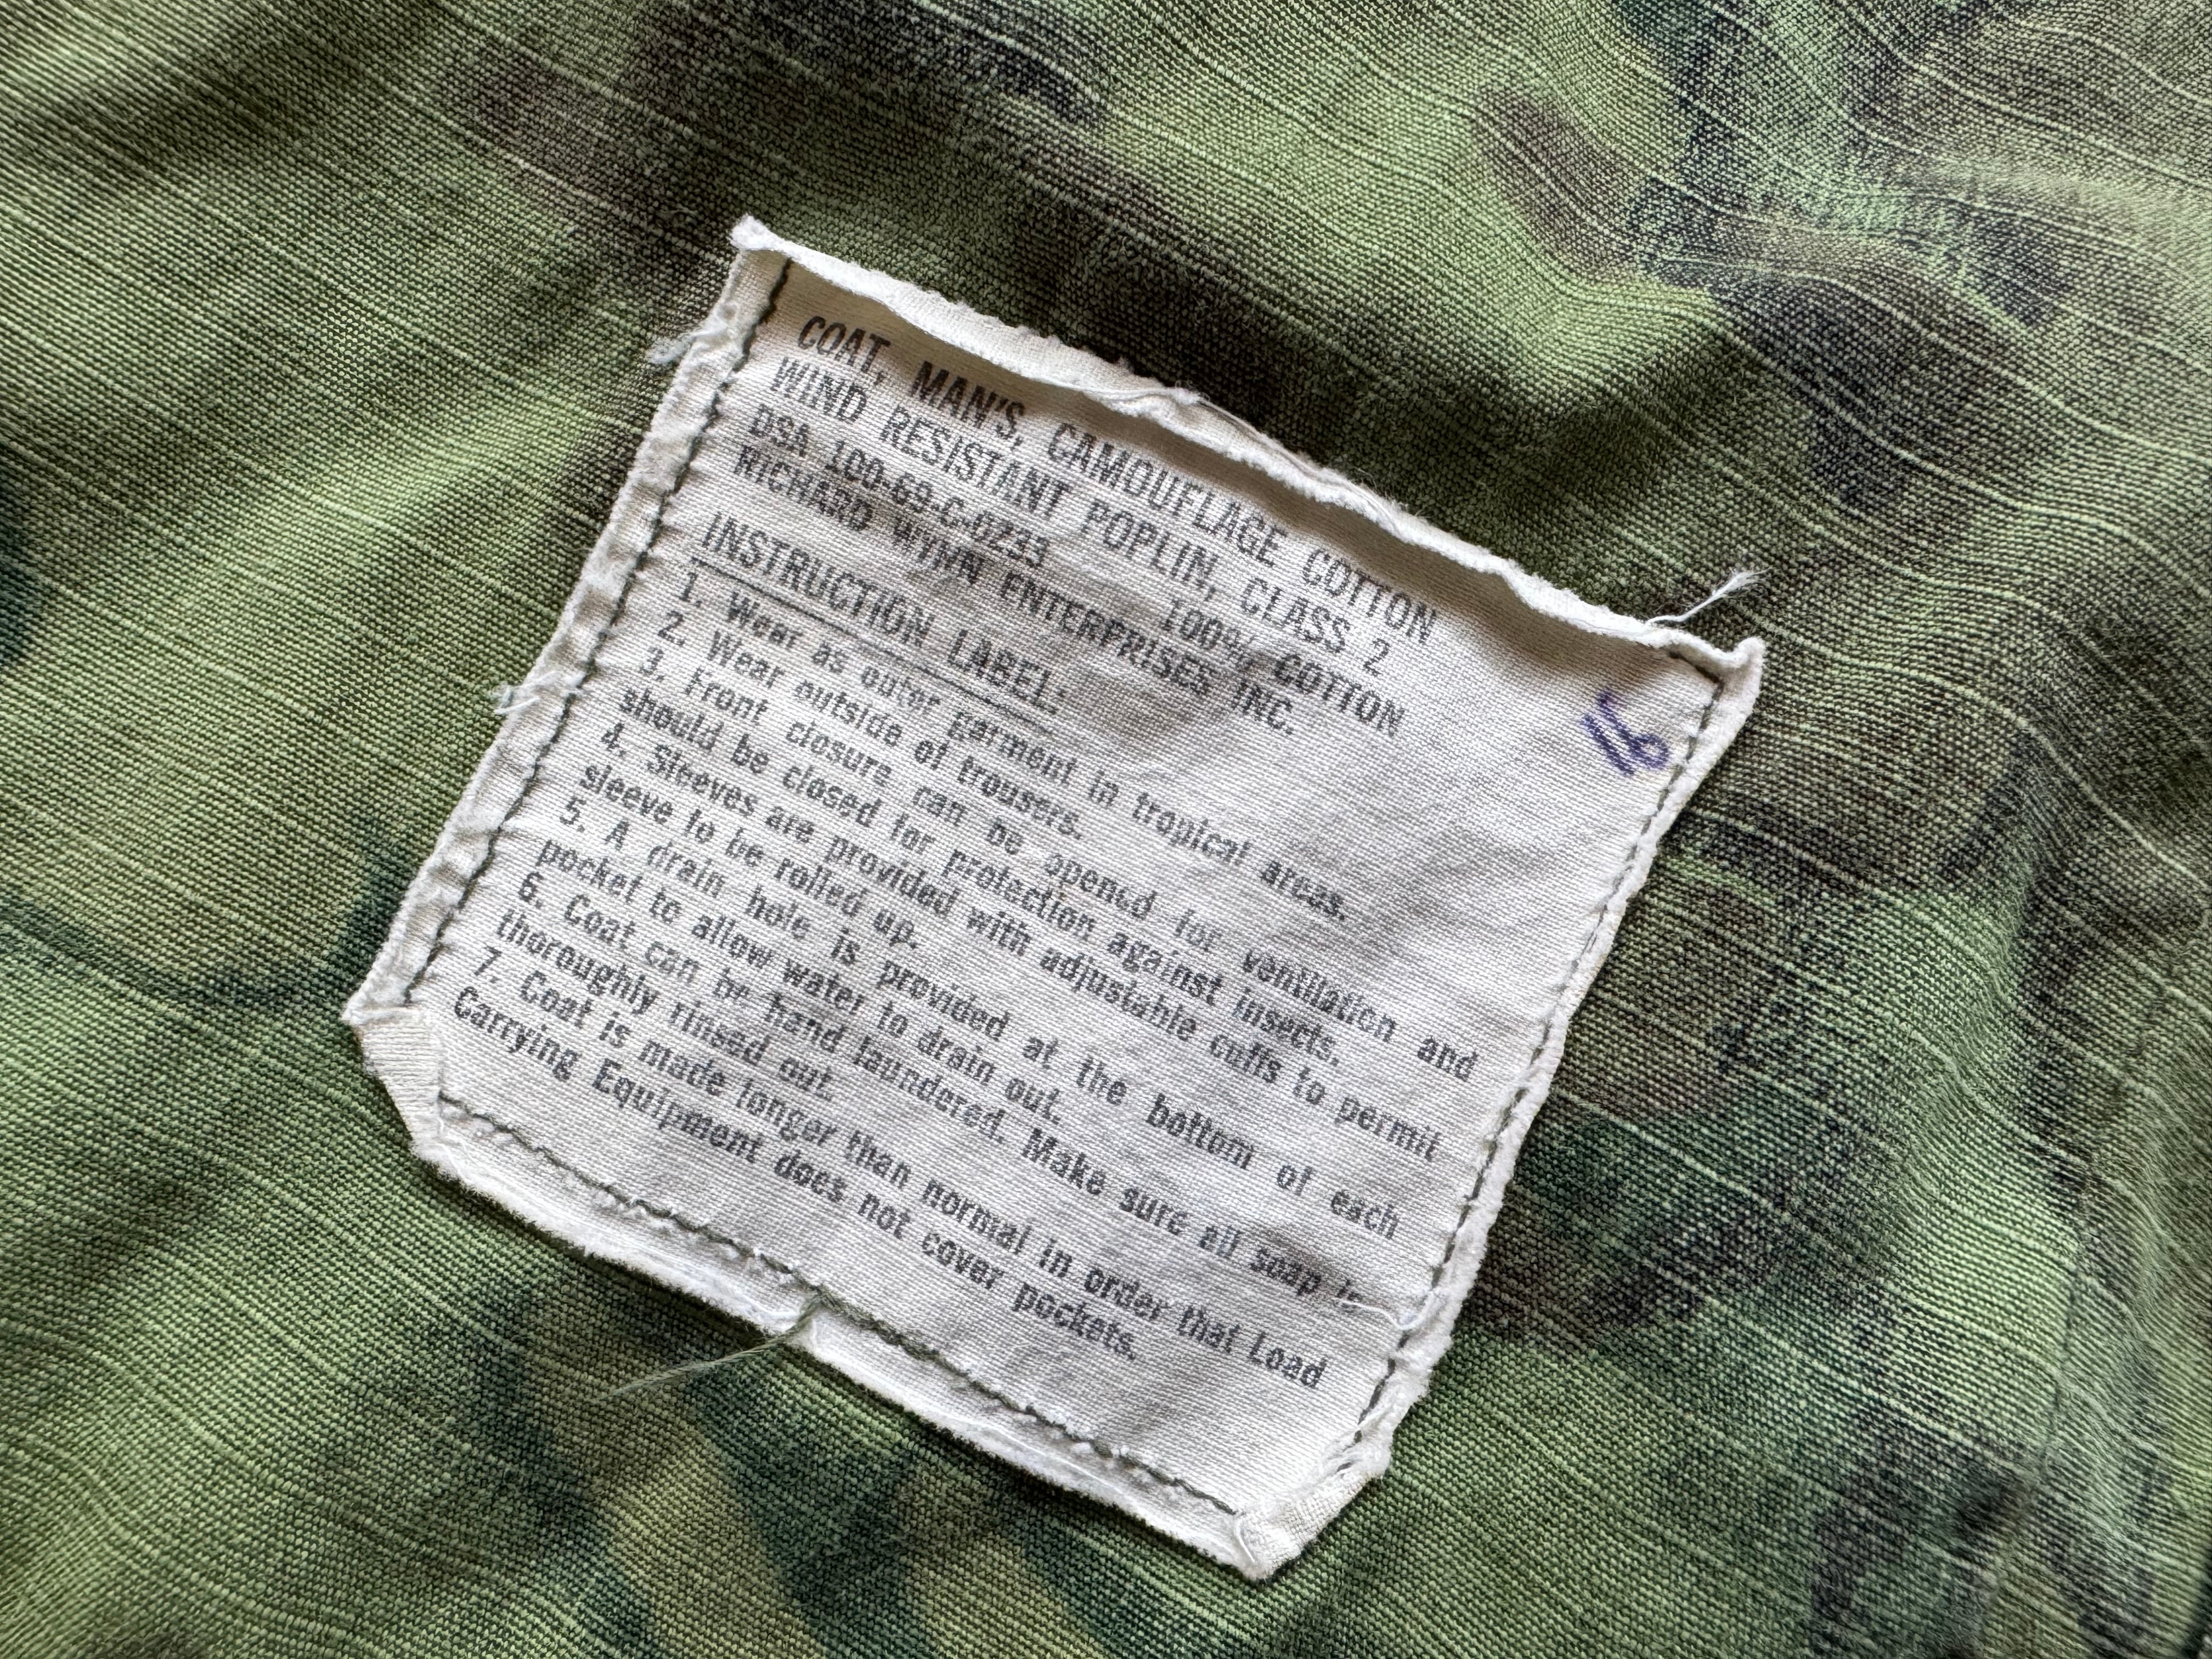 COAT, MAN'S, CAMOUFLAGE COTTON
WIND RESISTANT POPLIN, CLASS 2
DSA 100-69-C-0233 100% COTTON
RICHARD WYNN ENTERPRISES INC.
16
INSTRUCTION LABEL:
1. Wear as outer garment in tropical areas.
2. Wear outside of trousers.
3. Front closure can be opened for ventilation and
should be closed for protection against insects.
4. Sleeves are provided with adjustable cuffs to permit
sleeve to be rolled up.
5. A drain hole is provided at the bottom of each
pocket to allow water to drain out.
6. Coat can be hand laundered. Make sure all soap is
thoroughly rinsed out.
7. Coat is made longer than normal in order that Load
Carrying Equipment does not cover pockets.